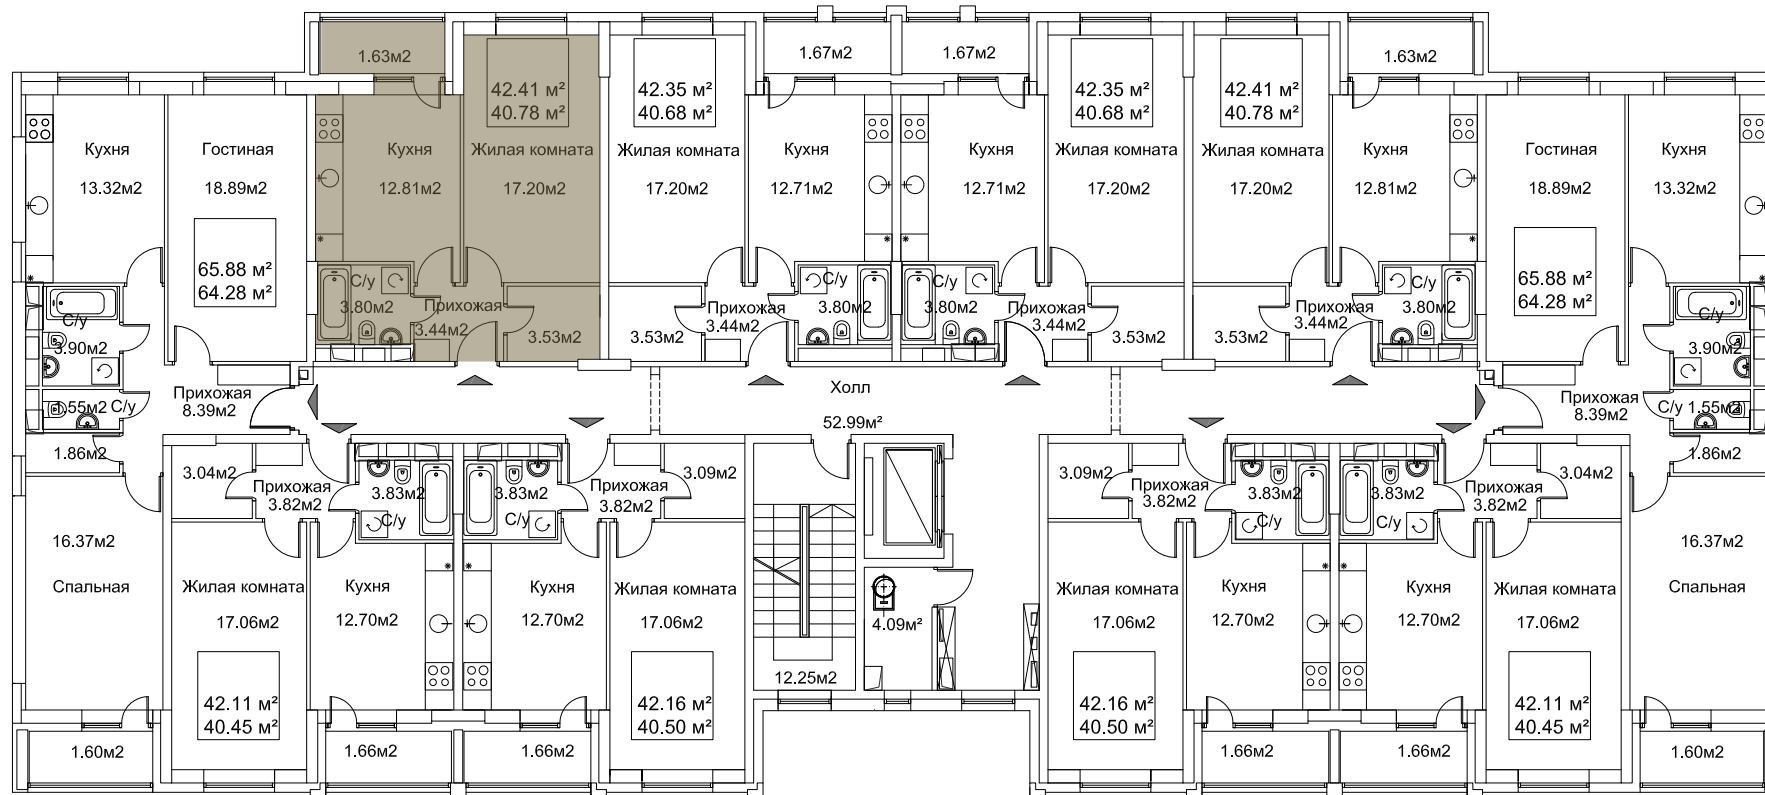 1.63м2
1.67м2
1.67м2
1.63м2
42.41 м²
40.78 м²
42.35 м²
40.68 м²
42.35 м²
40.68 м²
42.41 м²
40.78 м²
Кухня
13.32м2
Гостиная
18.89м2
Кухня
12.81м2
Жилая комната
17.20м2
Жилая комната
17.20м2
Кухня
12.71м2
Кухня
12.71м2
Жилая комната
17.20м2
Жилая комната
17.20м2
Кухня
12.81м2
Гостиная
18.89м2
Кухня
13.32м2
65.88 м²
64.28 м²
65.88 м²
64.28 м²
С/у
3.90м2
С/у
3.80м2
Прихожая
3.44м2
3.53м2
3.53м2
Прихожая
3.44м2
С/у
3.80м2
С/у
3.80м2
Прихожая
3.44м2
3.53м2
3.53м2
Прихожая
3.44м2
С/у
3.80м2
С/у
3.90м2
1.55м2
С/у
Прихожая
8.39м2
Холл
52.99м²
Прихожая
8.39м2
С/у
1.55м2
1.86м2
1.86м2
3.04м2
Прихожая
3.82м2
3.83м2
С/у
3.83м2
С/у
Прихожая
3.82м2
3.09м2
3.09м2
Прихожая
3.82м2
3.83м2
С/у
3.83м2
С/у
Прихожая
3.82м2
3.04м2
16.37м2
Спальная
Жилая комната
17.06м2
Кухня
12.70м2
Кухня
12.70м2
Жилая комната
17.06м2
12.25м2
4.09м²
Жилая комната
17.06м2
Кухня
12.70м2
Кухня
12.70м2
Жилая комната
17.06м2
16.37м2
Спальная
42.11 м²
40.45 м²
42.16 м²
40.50 м²
42.16 м²
40.50 м²
42.11 м²
40.45 м²
1.60м2
1.66м2
1.66м2
1.66м2
1.66м2
1.60м2